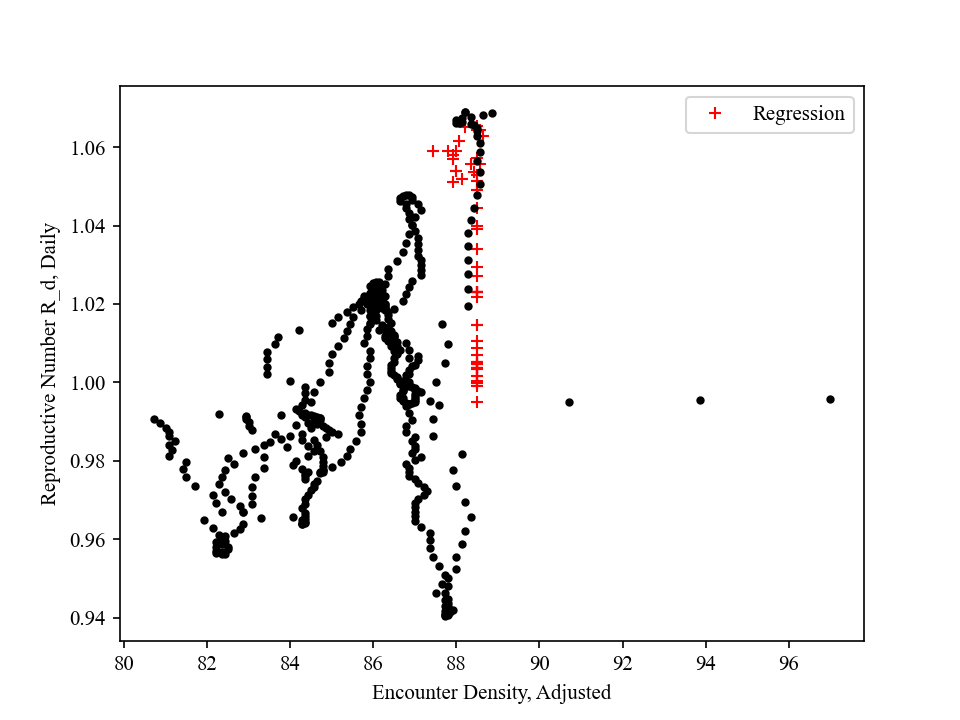 Regression
1.06
1.04
1.02
1.00
0.98
0.96
0.94
Reproductive Number R_d, Daily
80 82 84 86 88 90 92 94 96
Encounter Density, Adjusted